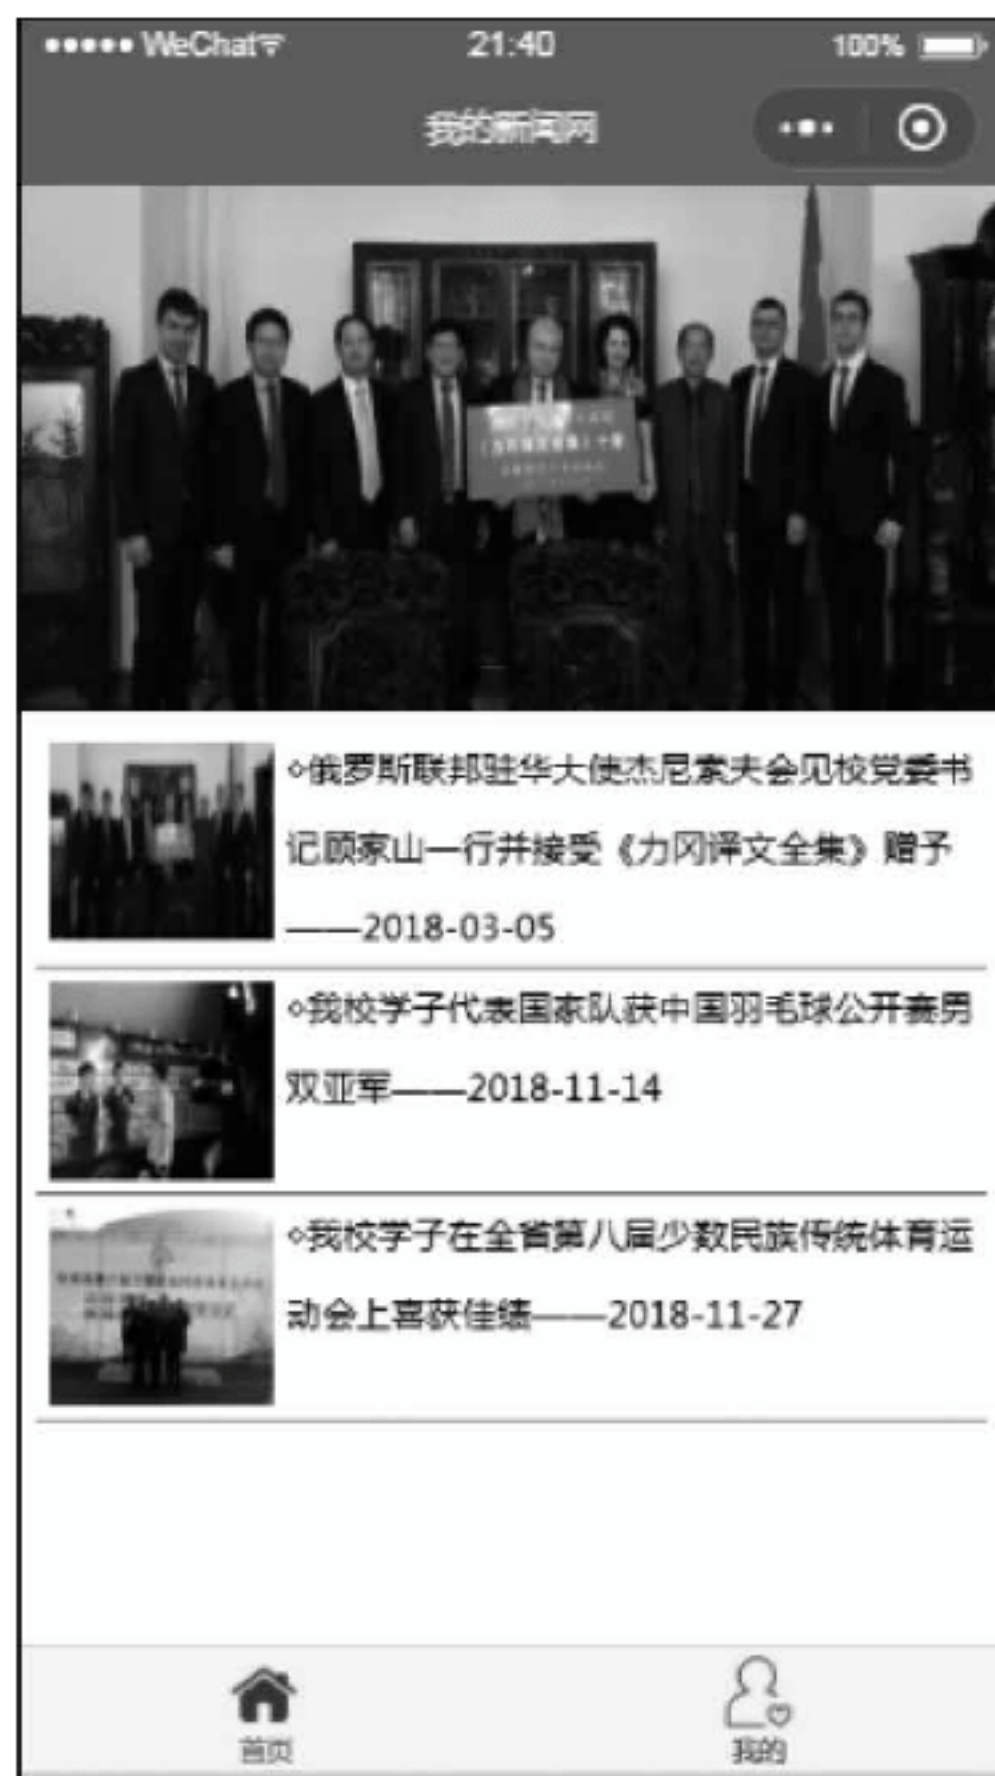 WeChat
21:40
100%
我的新闻网
◇俄罗斯联邦驻华大使杰尼索夫会见校党委书
记顾家山一行并接受《力冈译文全集》赠予
——2018-03-05
◇我校学子代表国家队获中国羽毛球公开赛男
双亚军——2018-11-14
◇我校学子在全省第八届少数民族传统体育运
动会上喜获佳绩——2018-11-27
首页
我的